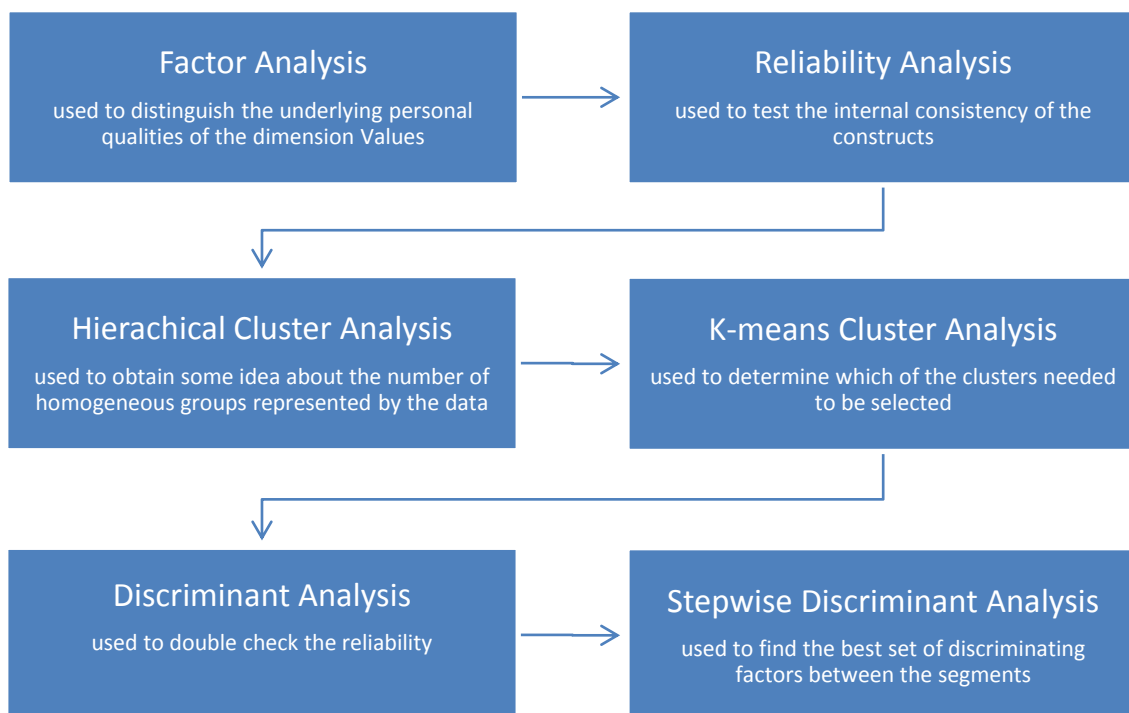 Factor Analysis
used to distinguish the underlying personal
qualities of the dimension Values
Reliability Analysis
used to test the internal consistency of the
constructs
Hierachical Cluster Analysis
used to obtain some idea about the number of
homogeneous groups represented by the data
K-means Cluster Analysis
used to determine which of the clusters needed
to be selected
Discriminant Analysis
used to double check the reliability
Stepwise Discriminant Analysis
used to find the best set of discriminating
factors between the segments